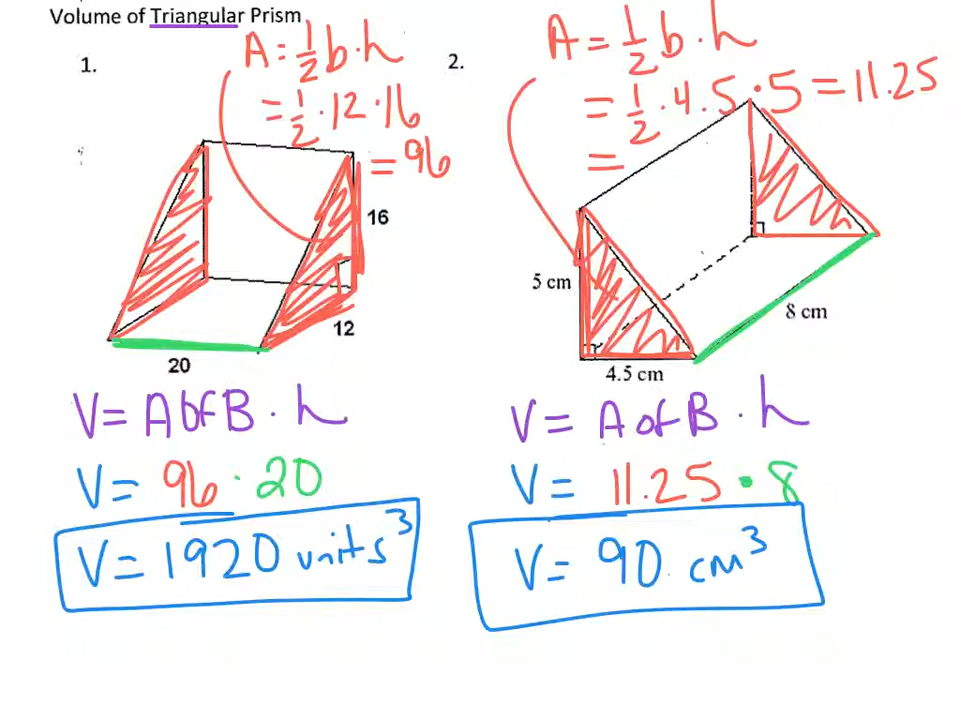 Volume of Triangular Prism
1.
A = 1/2 b · h
= 1/2 · 12 · 16
= 96
16
12
20
V = A of B · h
V = 96 · 20
V = 1920 units³
2.
A = 1/2 b · h
= 1/2 · 4.5 · 5 = 11.25
=
5 cm
8 cm
4.5 cm
V = A of B · h
V = 11.25 · 8
V = 90 cm³